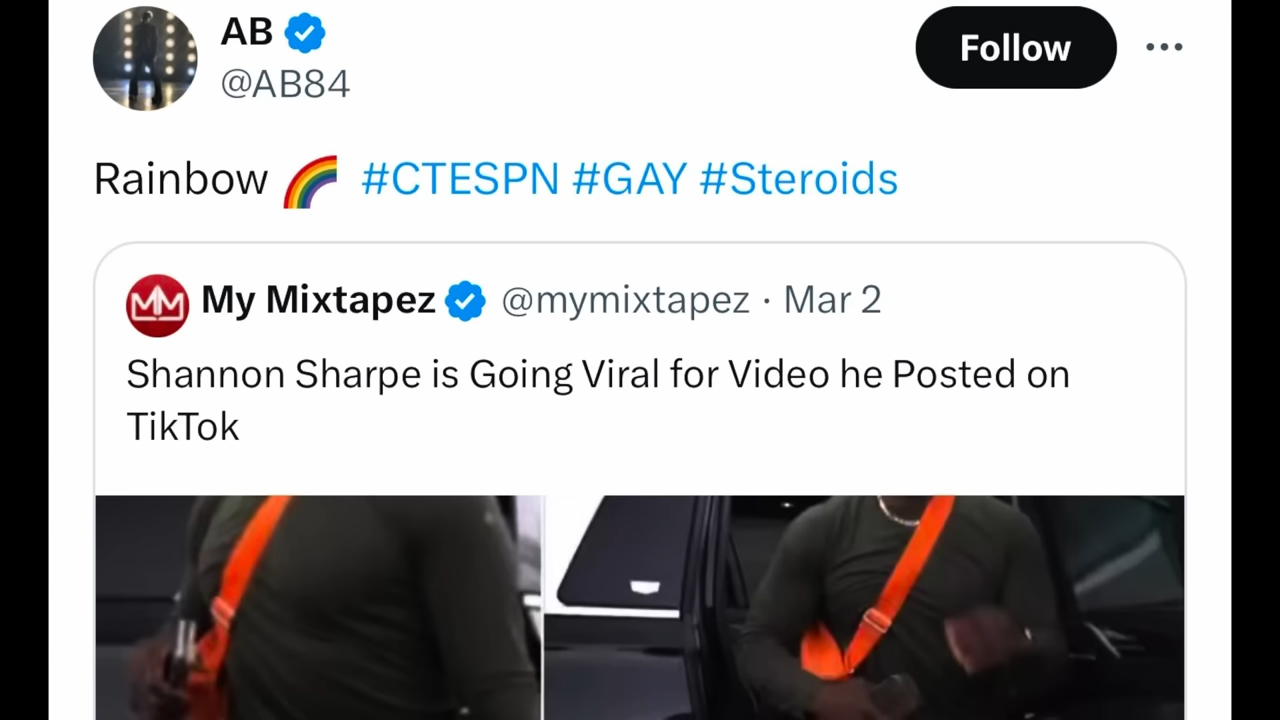 AB
@AB84
Follow
Rainbow 🌈 #CTESPN #GAY #Steroids
MM My Mixtapez @mymixtapez · Mar 2
Shannon Sharpe is Going Viral for Video he Posted on
TikTok